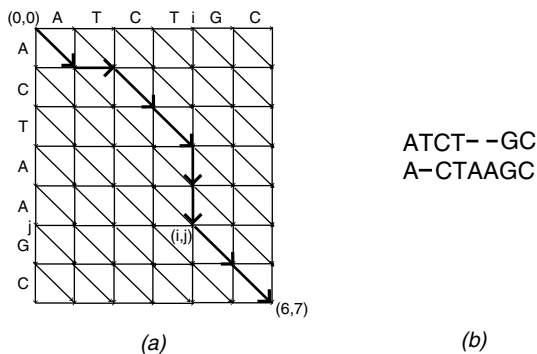 (0,0) A T C T i G C
A
C
T
A
A
j
(i,j)
G
C
(6,7)
ATCT--GC
A-CTAAGC
(a)
(b)